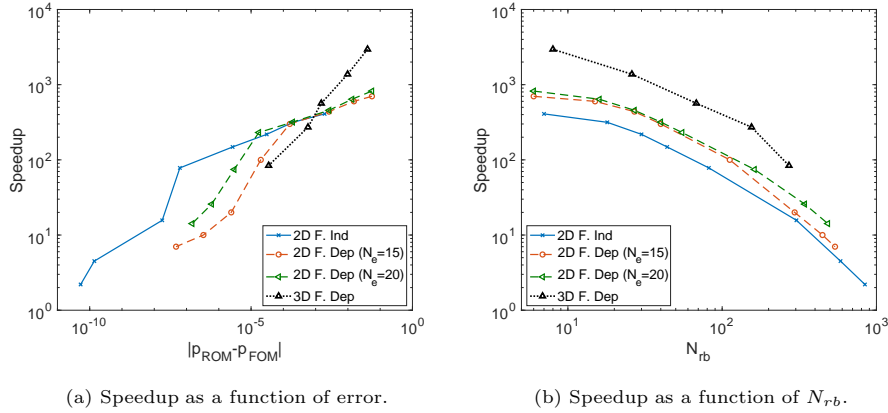 10^4
10^3
10^2
10^1
10^0
Speedup
2D F. Ind
2D F. Dep (N_e=15)
2D F. Dep (N_e=20)
3D F. Dep
10^-10
10^-5
10^0
|p_ROM-p_FOM|
(a) Speedup as a function of error.
10^4
10^3
10^2
10^1
10^0
Speedup
2D F. Ind
2D F. Dep (N_e=15)
2D F. Dep (N_e=20)
3D F. Dep
10^1
10^2
10^3
N_rb
(b) Speedup as a function of N_rb.